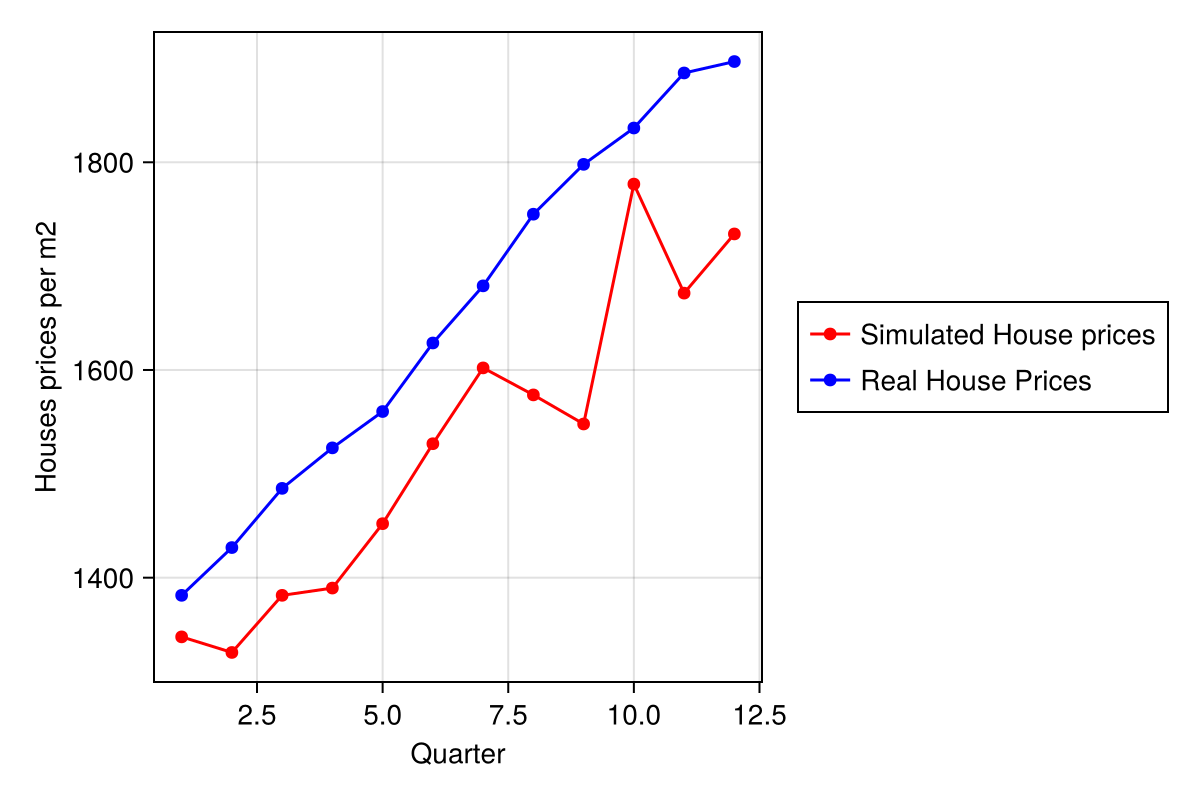 1800
1600
1400
Houses prices per m2
2.5 5.0 7.5 10.0 12.5
Quarter
Simulated House prices
Real House Prices